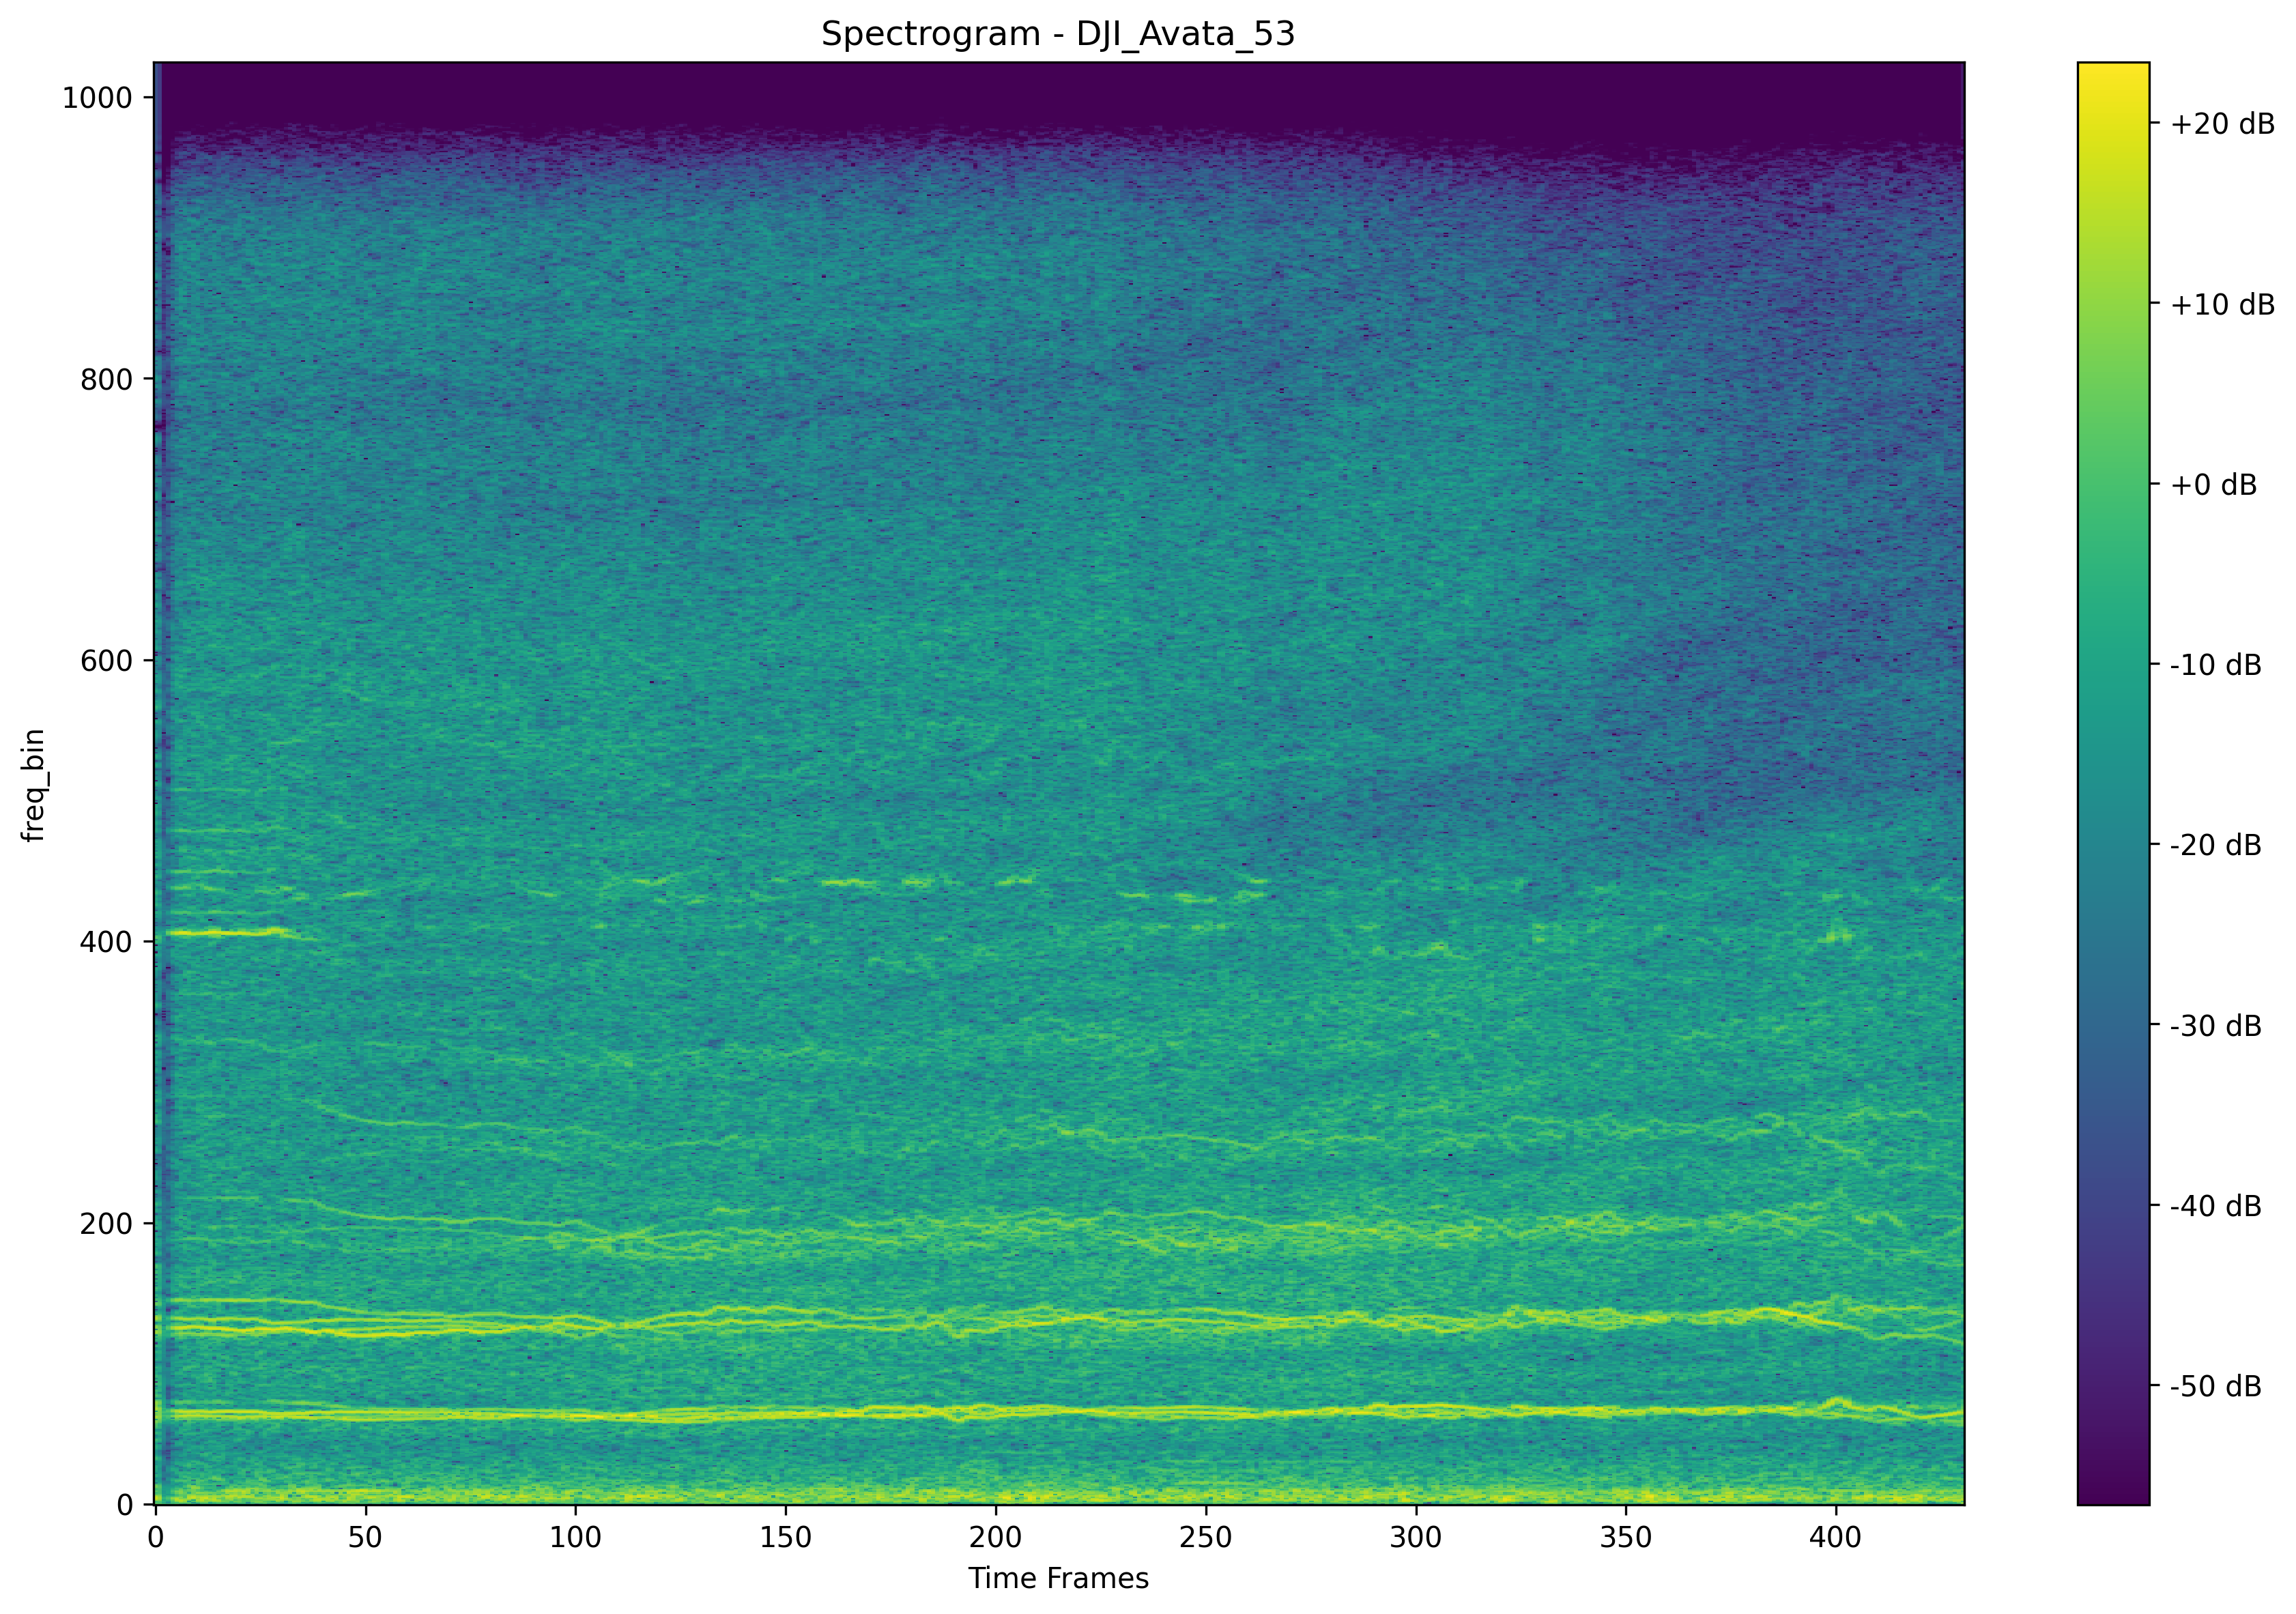 Spectrogram - DJI_Avata_53
1000
800
600
400
200
0
freq_bin
0 50 100 150 200 250 300 350 400
Time Frames
+20 dB
+10 dB
+0 dB
-10 dB
-20 dB
-30 dB
-40 dB
-50 dB